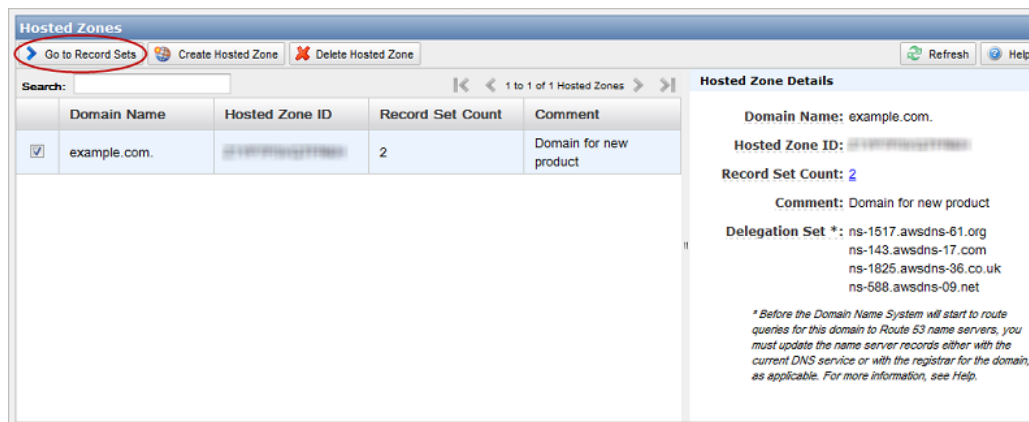 Hosted Zones
Go to Record Sets Create Hosted Zone Delete Hosted Zone Refresh Help
Search: 1 to 1 of 1 Hosted Zones
Domain Name Hosted Zone ID Record Set Count Comment
example.com. 2 Domain for new
product
Hosted Zone Details
Domain Name: example.com.
Hosted Zone ID:
Record Set Count: 2
Comment: Domain for new product
Delegation Set *: ns-1517.awsdns-61.org
ns-143.awsdns-17.com
ns-1825.awsdns-36.co.uk
ns-588.awsdns-09.net
* Before the Domain Name System will start to route
queries for this domain to Route 53 name servers, you
must update the name server records either with the
current DNS service or with the registrar for the domain,
as applicable. For more information, see Help.